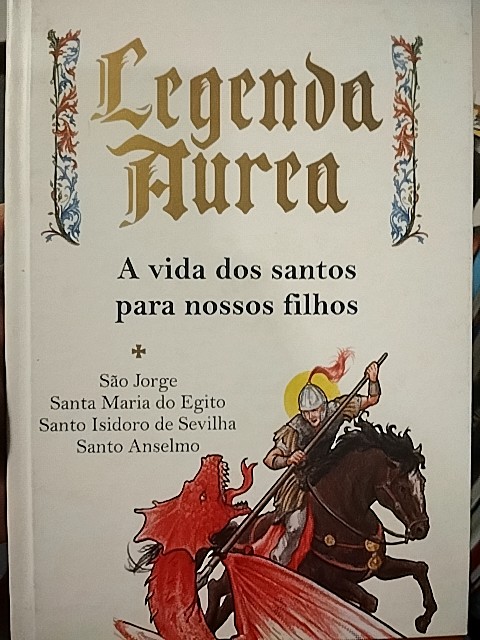 Legenda
Aurea
A vida dos santos
para nossos filhos
São Jorge
Santa Maria do Egito
Santo Isidoro de Sevilha
Santo Anselmo